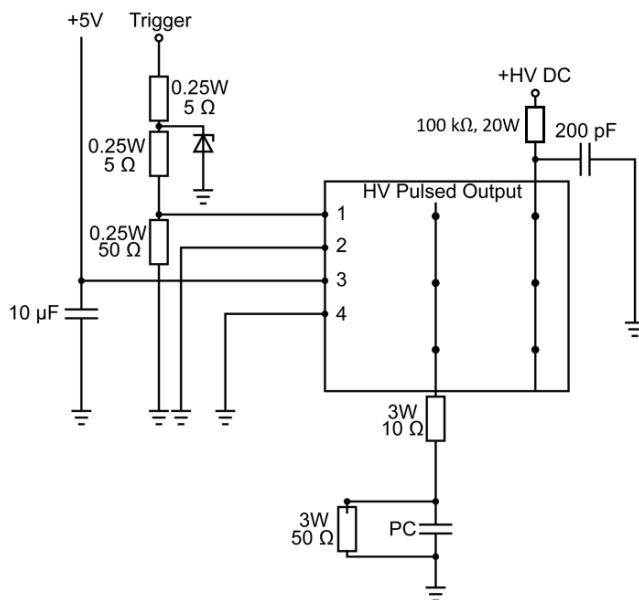 +5V
Trigger
0.25W
5 Ω
0.25W
5 Ω
0.25W
50 Ω
10 µF
+HV DC
100 kΩ, 20W
200 pF
HV Pulsed Output
1
2
3
4
3W
10 Ω
3W
50 Ω
PC